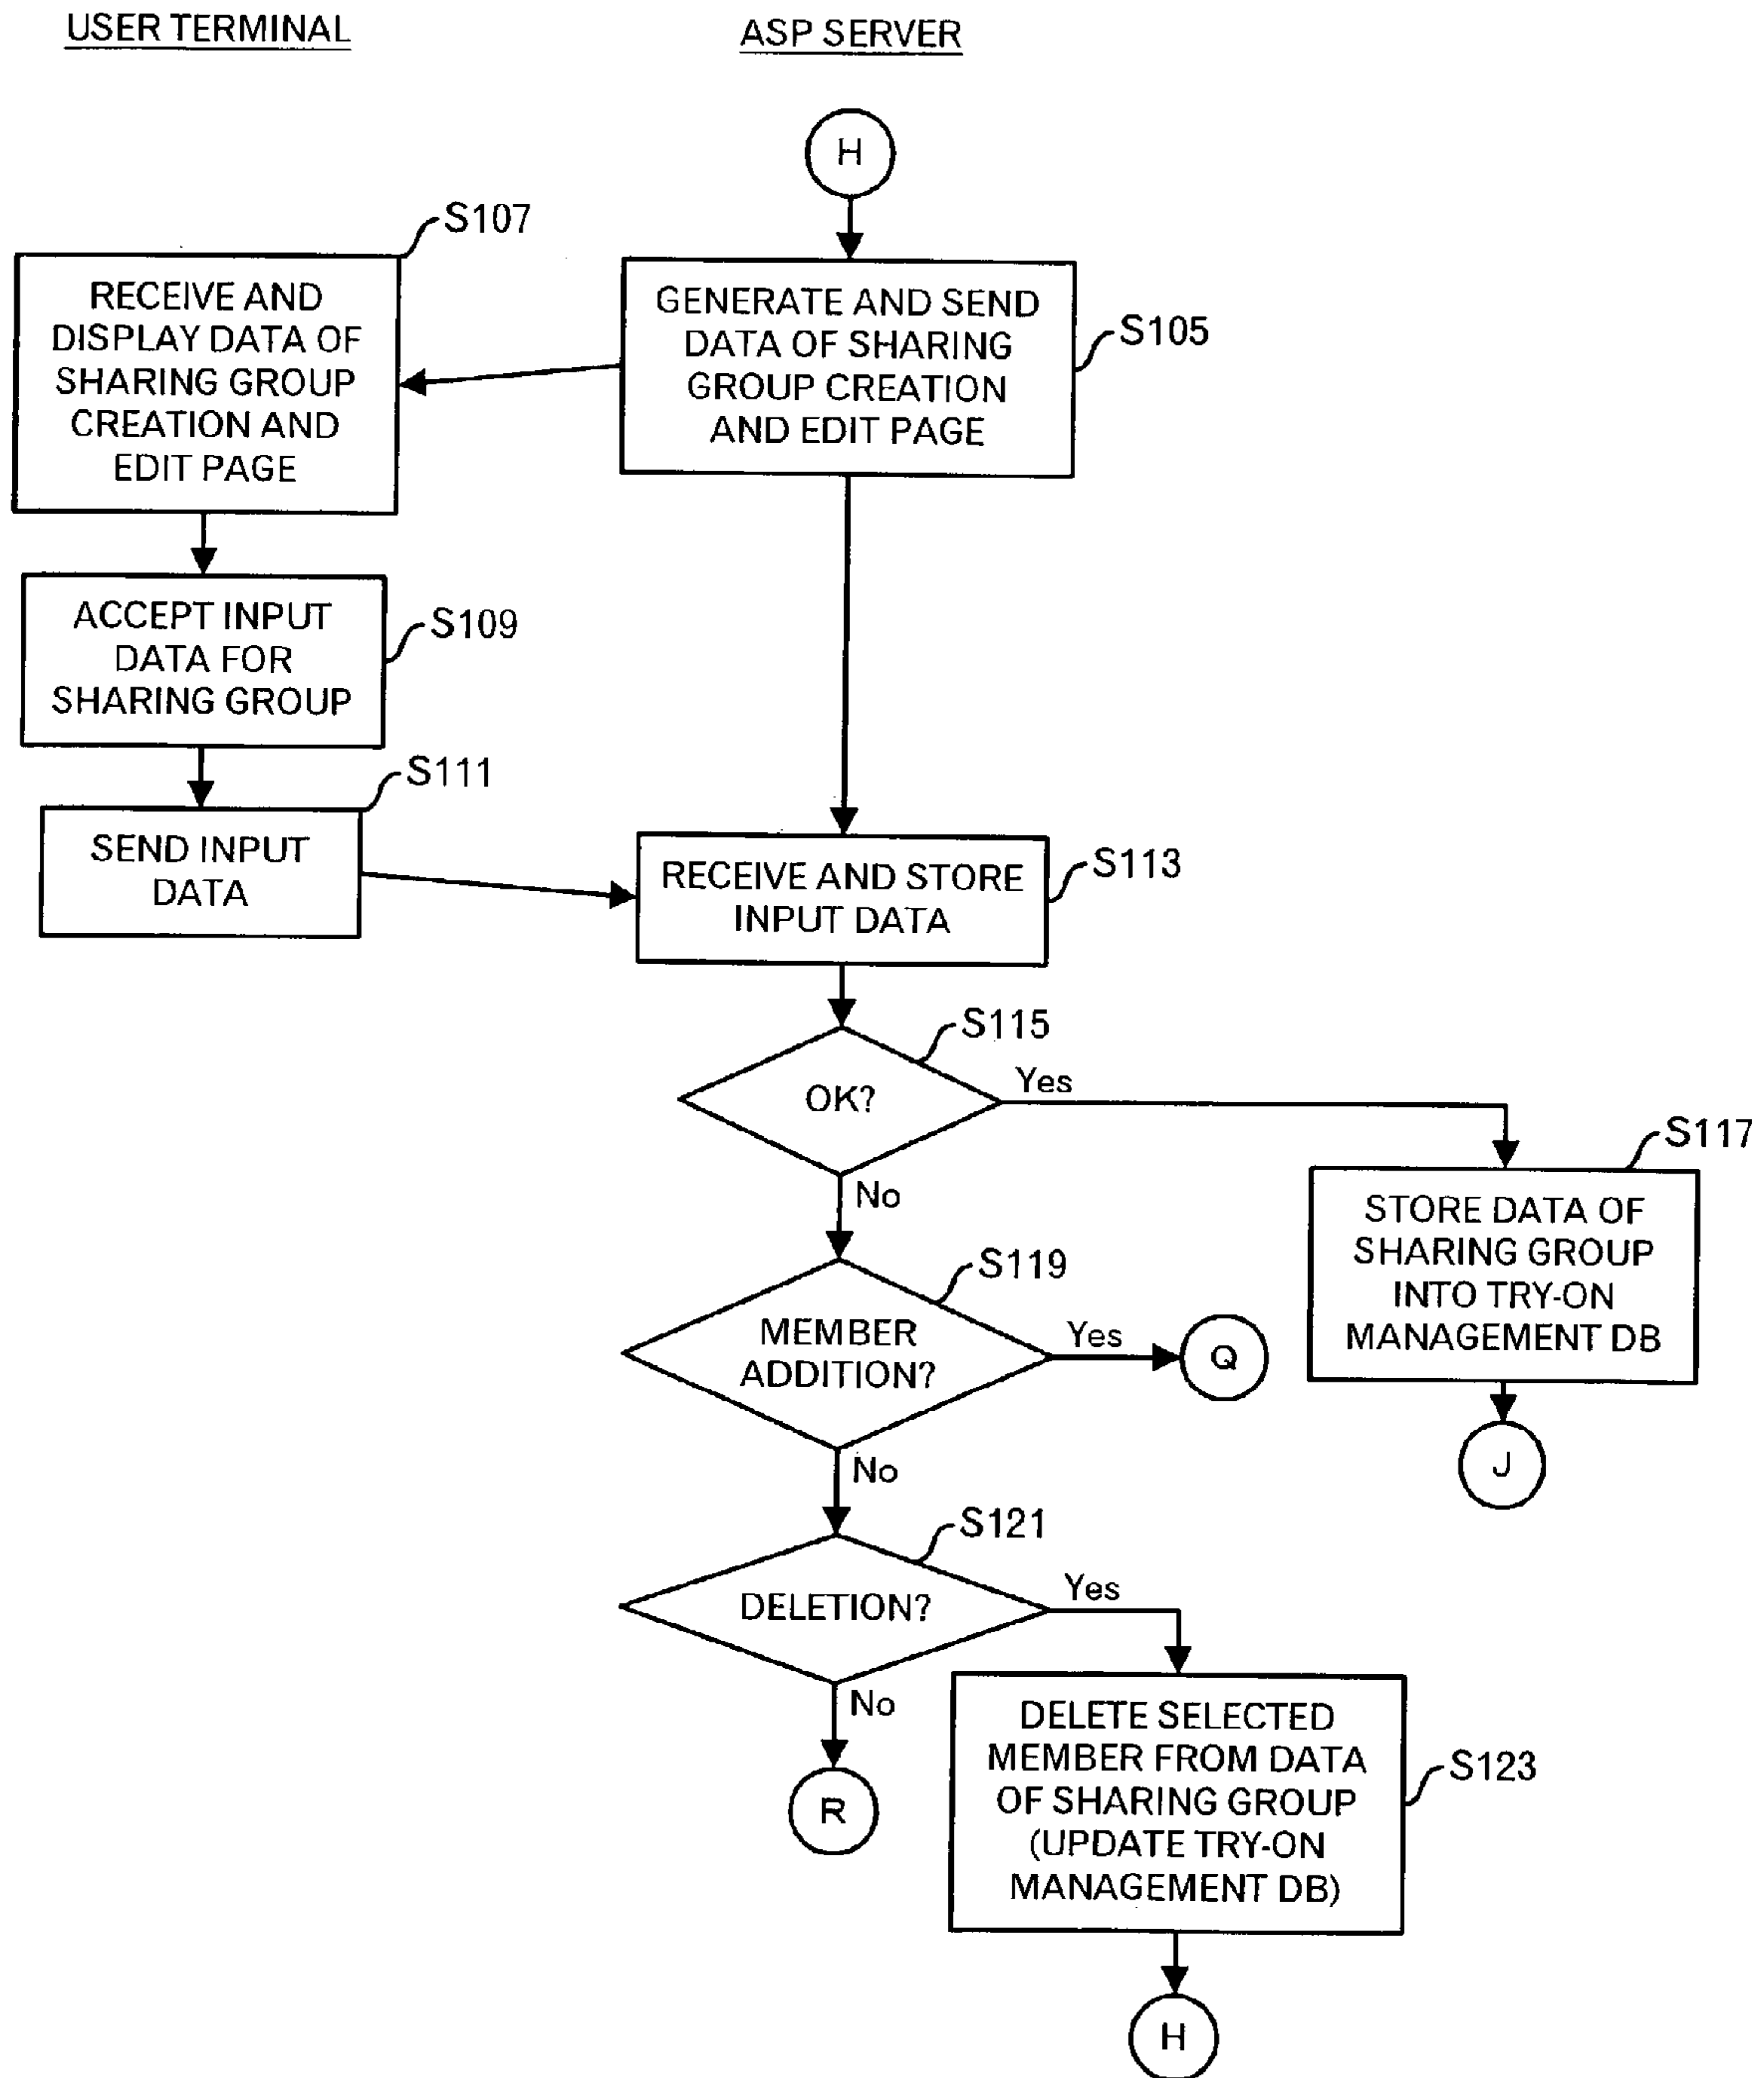 USER TERMINAL
ASP SERVER
H
S107
RECEIVE AND
DISPLAY DATA OF
SHARING GROUP
CREATION AND
EDIT PAGE
GENERATE AND SEND
DATA OF SHARING
GROUP CREATION
AND EDIT PAGE
S105
ACCEPT INPUT
DATA FOR
SHARING GROUP
S109
S111
SEND INPUT
DATA
RECEIVE AND STORE
INPUT DATA
S113
S115
OK?
Yes
No
S117
STORE DATA OF
SHARING GROUP
INTO TRY-ON
MANAGEMENT DB
J
S119
MEMBER
ADDITION?
Yes
Q
No
S121
DELETION?
Yes
No
R
DELETE SELECTED
MEMBER FROM DATA
OF SHARING GROUP
(UPDATE TRY-ON
MANAGEMENT DB)
S123
H